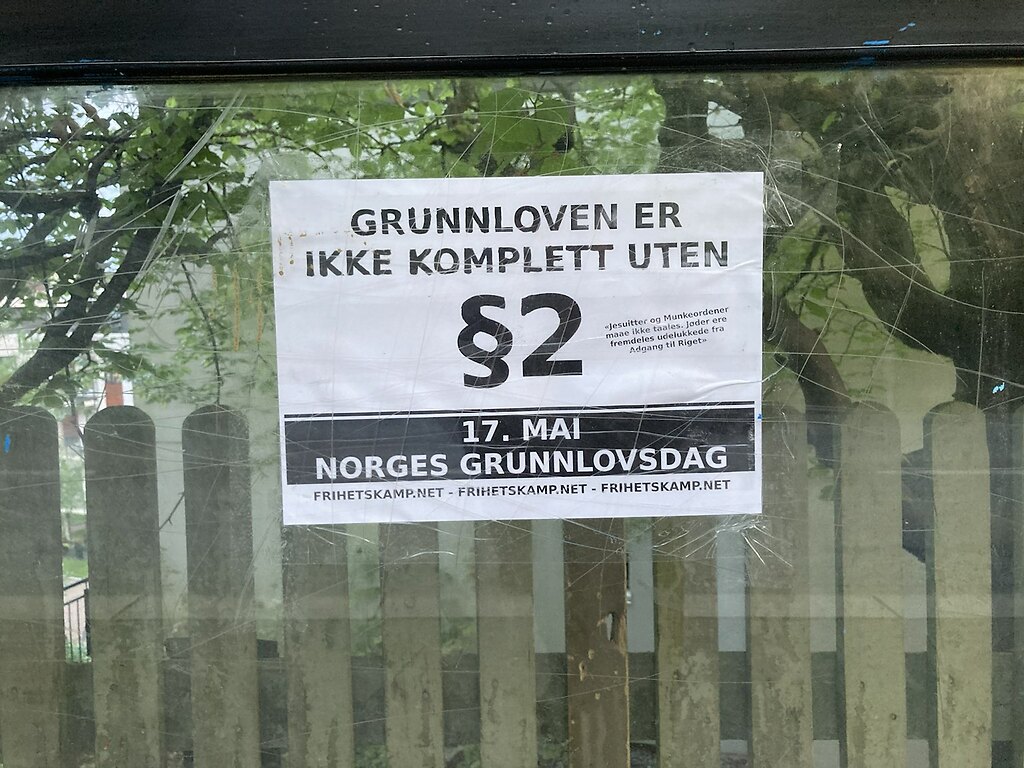 GRUNNLOVEN ER
IKKE KOMPLETT UTEN
§2
«Jesuitter og Munkeordener
maae ikke taales. Jøder ere
fremdeles udelukkede fra
Adgang til Riget»
17. MAI
NORGES GRUNNLOVSDAG
FRIHETSKAMP.NET - FRIHETSKAMP.NET - FRIHETSKAMP.NET